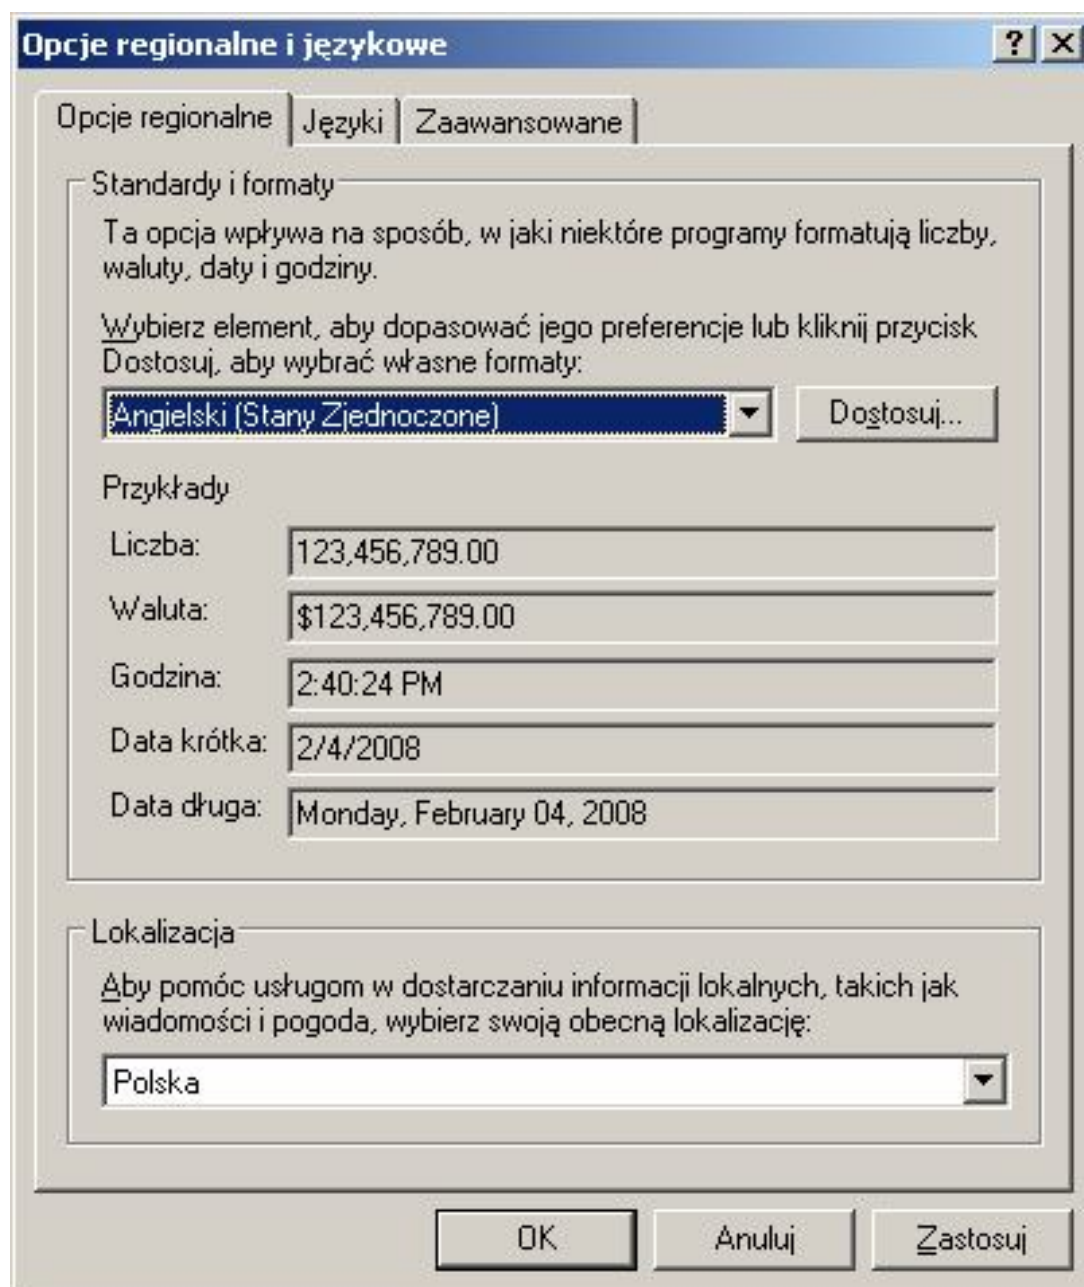 Opcje regionalne i językowe
Opcje regionalne Języki Zaawansowane
Standardy i formaty
Ta opcja wpływa na sposób, w jaki niektóre programy formatują liczby,
waluty, daty i godziny.
Wybierz element, aby dopasować jego preferencje lub kliknij przycisk
Dostosuj, aby wybrać własne formaty:
Angielski (Stany Zjednoczone) Dostosuj...
Przykłady
Liczba: 123,456,789.00
Waluta: $123,456,789.00
Godzina: 2:40:24 PM
Data krótka: 2/4/2008
Data długa: Monday, February 04, 2008
Lokalizacja
Aby pomóc usługom w dostarczaniu informacji lokalnych, takich jak
wiadomości i pogoda, wybierz swoją obecną lokalizację:
Polska
OK Anuluj Zastosuj